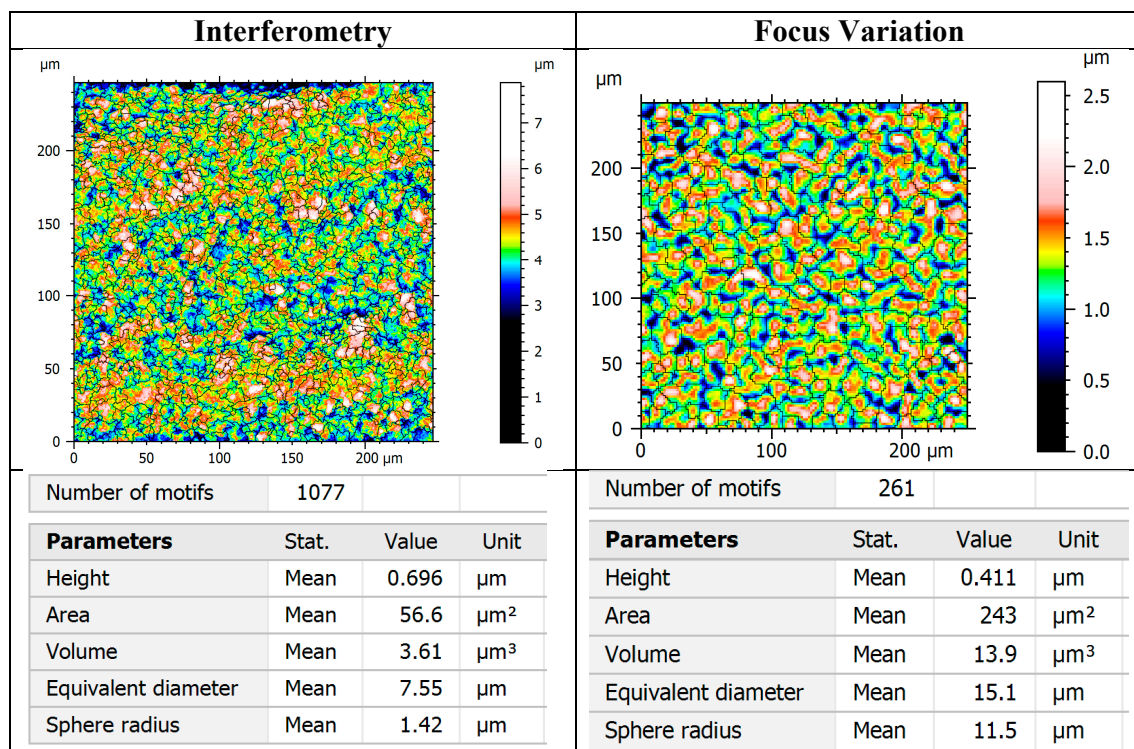 Interferometry Focus Variation
µm µm
7
6
5
4
3
2
1
0
200
150
100
50
0
0 50 100 150 200 µm
µm µm
2.5
2.0
1.5
1.0
0.5
0.0
200
150
100
50
0
0 100 200 µm
Number of motifs 1077
Parameters Stat. Value Unit
Height Mean 0.696 µm
Area Mean 56.6 µm²
Volume Mean 3.61 µm³
Equivalent diameter Mean 7.55 µm
Sphere radius Mean 1.42 µm
Number of motifs 261
Parameters Stat. Value Unit
Height Mean 0.411 µm
Area Mean 243 µm²
Volume Mean 13.9 µm³
Equivalent diameter Mean 15.1 µm
Sphere radius Mean 11.5 µm